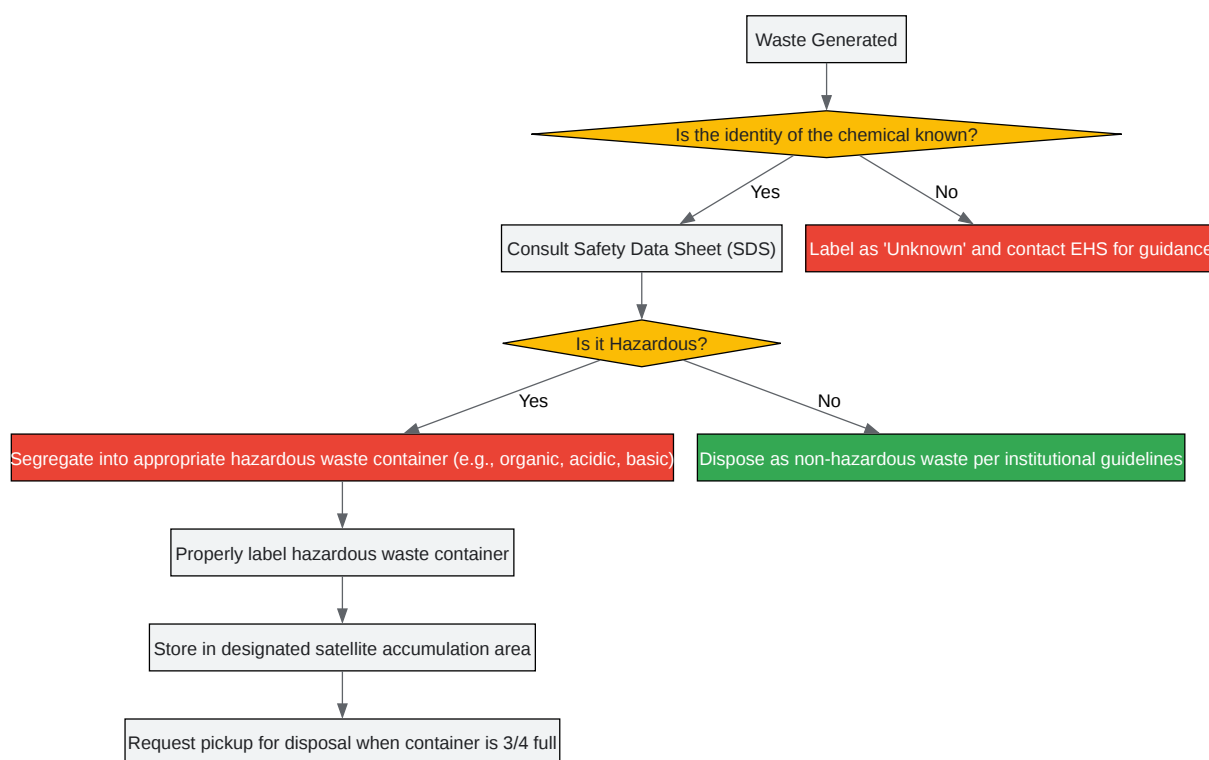 Waste Generated
Is the identity of the chemical known?
Yes
No
Consult Safety Data Sheet (SDS)
Label as 'Unknown' and contact EHS for guidance
Is it Hazardous?
Yes
No
Segregate into appropriate hazardous waste container (e.g., organic, acidic, basic)
Dispose as non-hazardous waste per institutional guidelines
Properly label hazardous waste container
Store in designated satellite accumulation area
Request pickup for disposal when container is 3/4 full